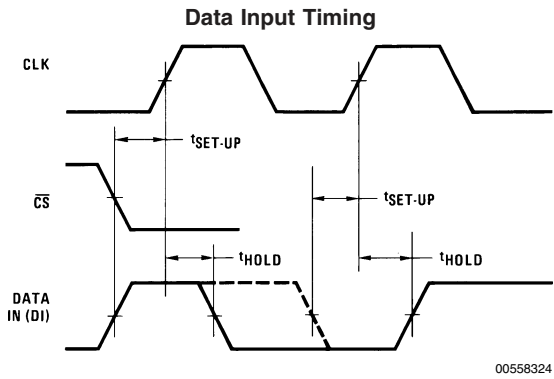 Data Input Timing
CLK
tSET-UP
CS
tSET-UP
tHOLD
tHOLD
DATA
IN (DI)
00558324